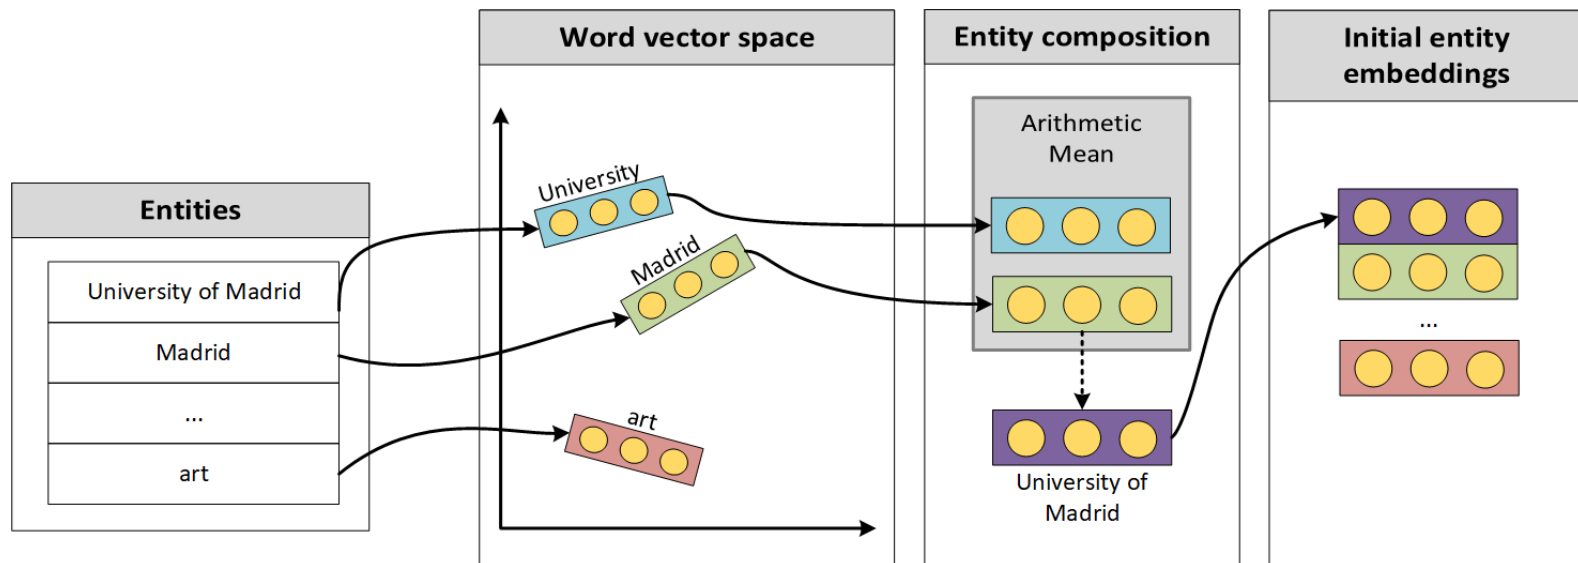 Entities
University of Madrid
Madrid
...
art
Word vector space
University
Madrid
art
Entity composition
Arithmetic
Mean
University of
Madrid
Initial entity
embeddings
...